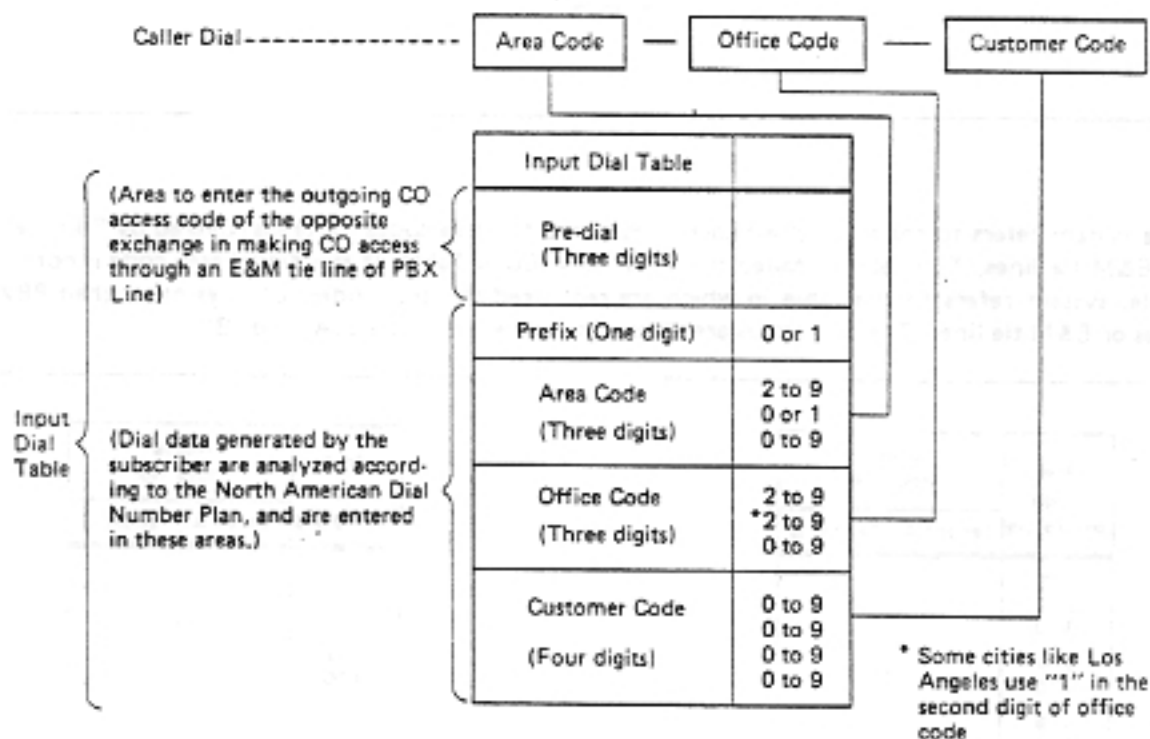 Caller Dial
Area Code — Office Code — Customer Code
Input Dial Table
(Area to enter the outgoing CO
access code of the opposite
exchange in making CO access
through an E&M tie line of PBX
Line)
Pre-dial
(Three digits)
Prefix (One digit)
0 or 1
Input
Dial
Table
(Dial data generated by the
subscriber are analyzed accord-
ing to the North American Dial
Number Plan, and are entered
in these areas.)
Area Code
(Three digits)
2 to 9
0 or 1
0 to 9
Office Code
(Three digits)
2 to 9
*2 to 9
0 to 9
Customer Code
(Four digits)
0 to 9
0 to 9
0 to 9
0 to 9
* Some cities like Los
Angeles use "1" in the
second digit of office
code